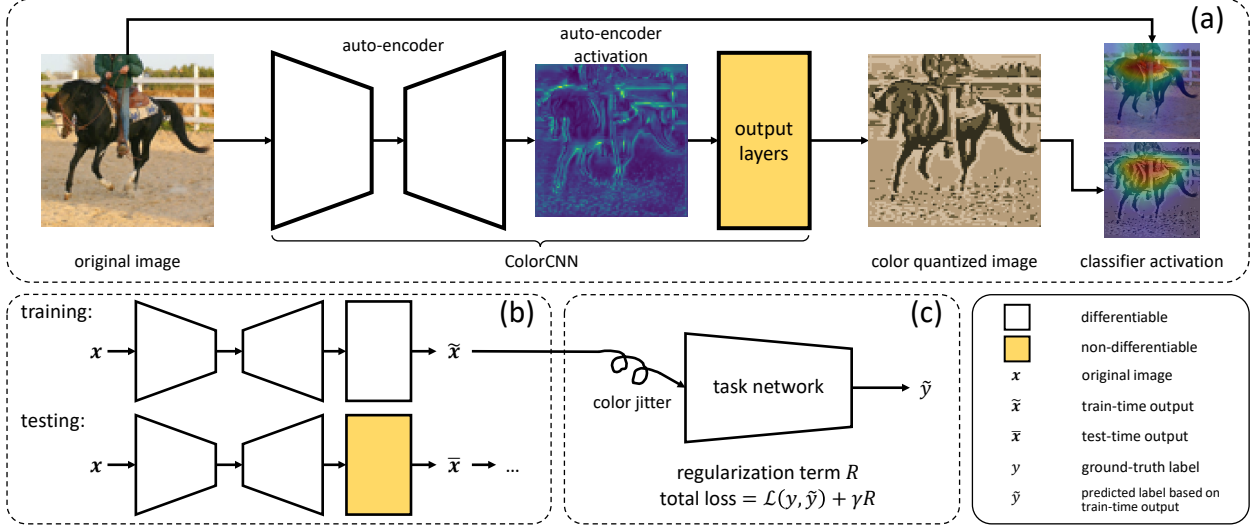 (a)
auto-encoder
auto-encoder
activation
output
layers
original image
ColorCNN
color quantized image
classifier activation
(b)
training:
x
x̃
testing:
x
x̄
...
(c)
color jitter
task network
ỹ
regularization term R
total loss = ℒ(y, ỹ) + γR
differentiable
non-differentiable
x original image
x̃ train-time output
x̄ test-time output
y ground-truth label
ỹ predicted label based on
train-time output